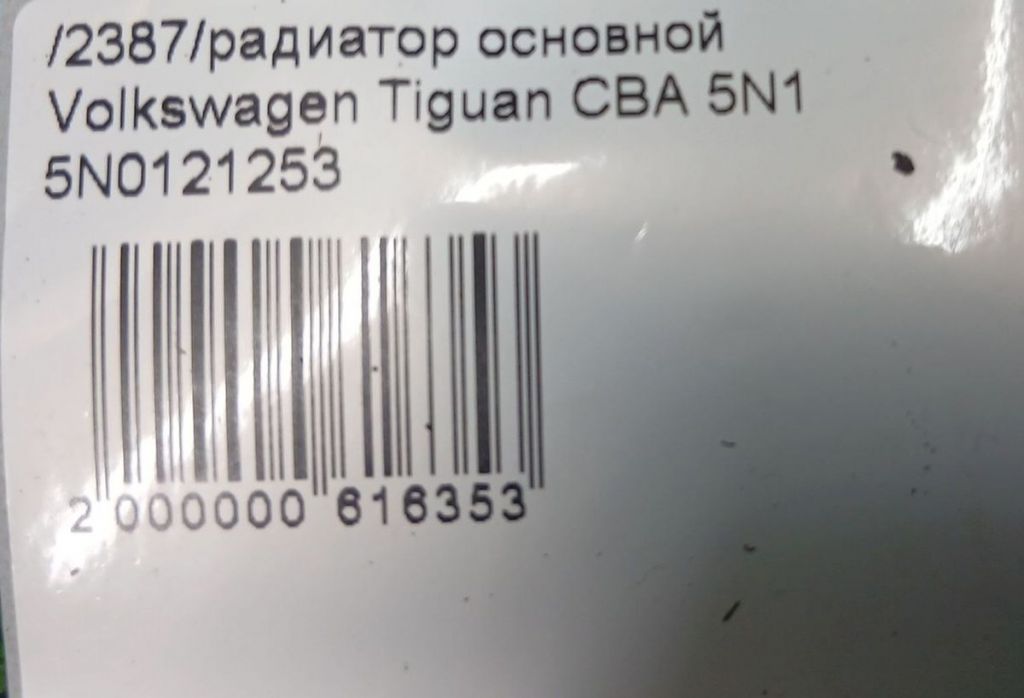 /2387/радиатор основной
Volkswagen Tiguan CBA 5N1
5N0121253
2 000000 616353